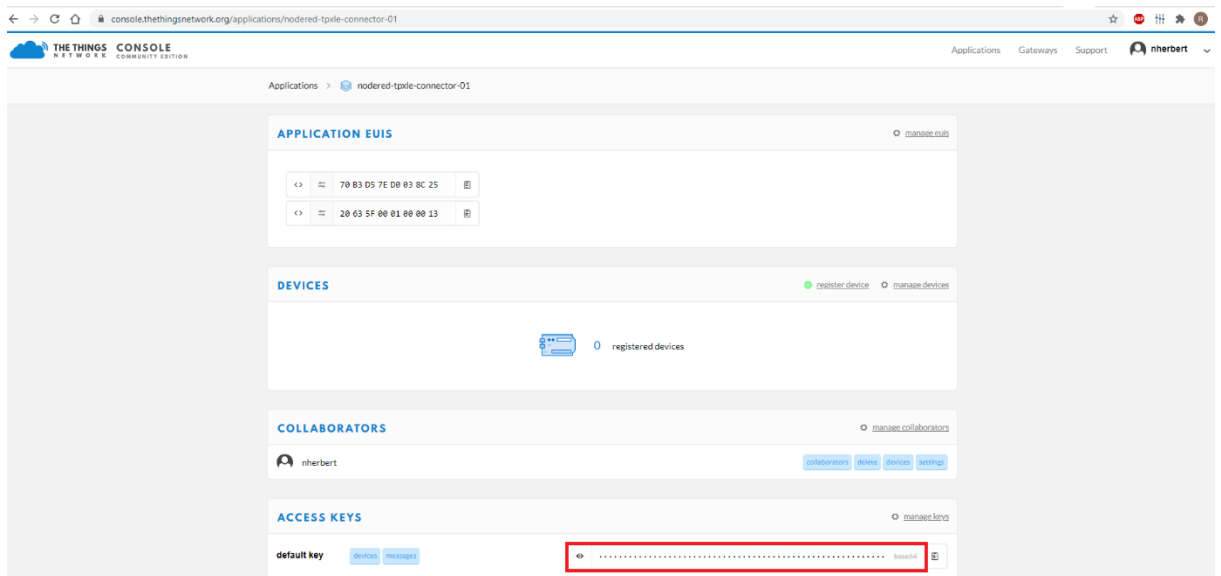 console.thethingsnetwork.org/applications/nodered-tpxle-connector-01
ABP R
THE THINGS CONSOLE
NETWORK COMMUNITY EDITION
Applications Gateways Support nherbert
Applications > nodered-tpxle-connector-01
APPLICATION EUIS manage euis
<> 70 B3 D5 7E D0 03 8C 25
<> 20 63 5F 00 01 00 00 13
DEVICES register device manage devices
0 registered devices
COLLABORATORS manage collaborators
nherbert collaborators delete devices settings
ACCESS KEYS manage keys
default key devices messages base64